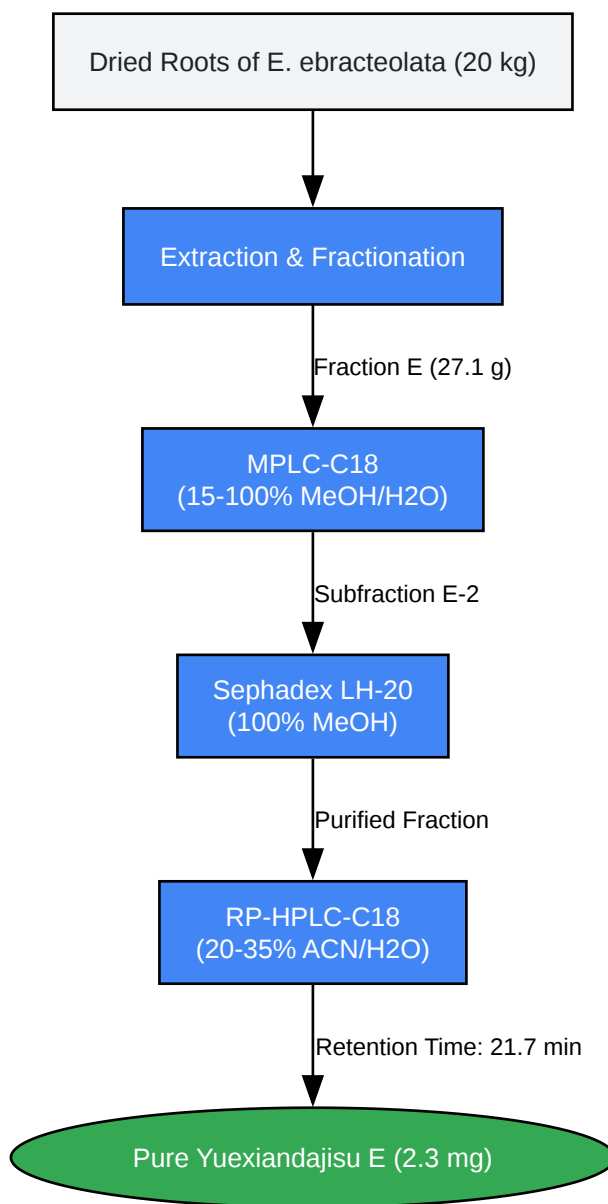 Dried Roots of E. ebracteolata (20 kg)
Extraction & Fractionation
Fraction E (27.1 g)
MPLC-C18
(15-100% MeOH/H2O)
Subfraction E-2
Sephadex LH-20
(100% MeOH)
Purified Fraction
RP-HPLC-C18
(20-35% ACN/H2O)
Retention Time: 21.7 min
Pure Yuexiandajisu E (2.3 mg)